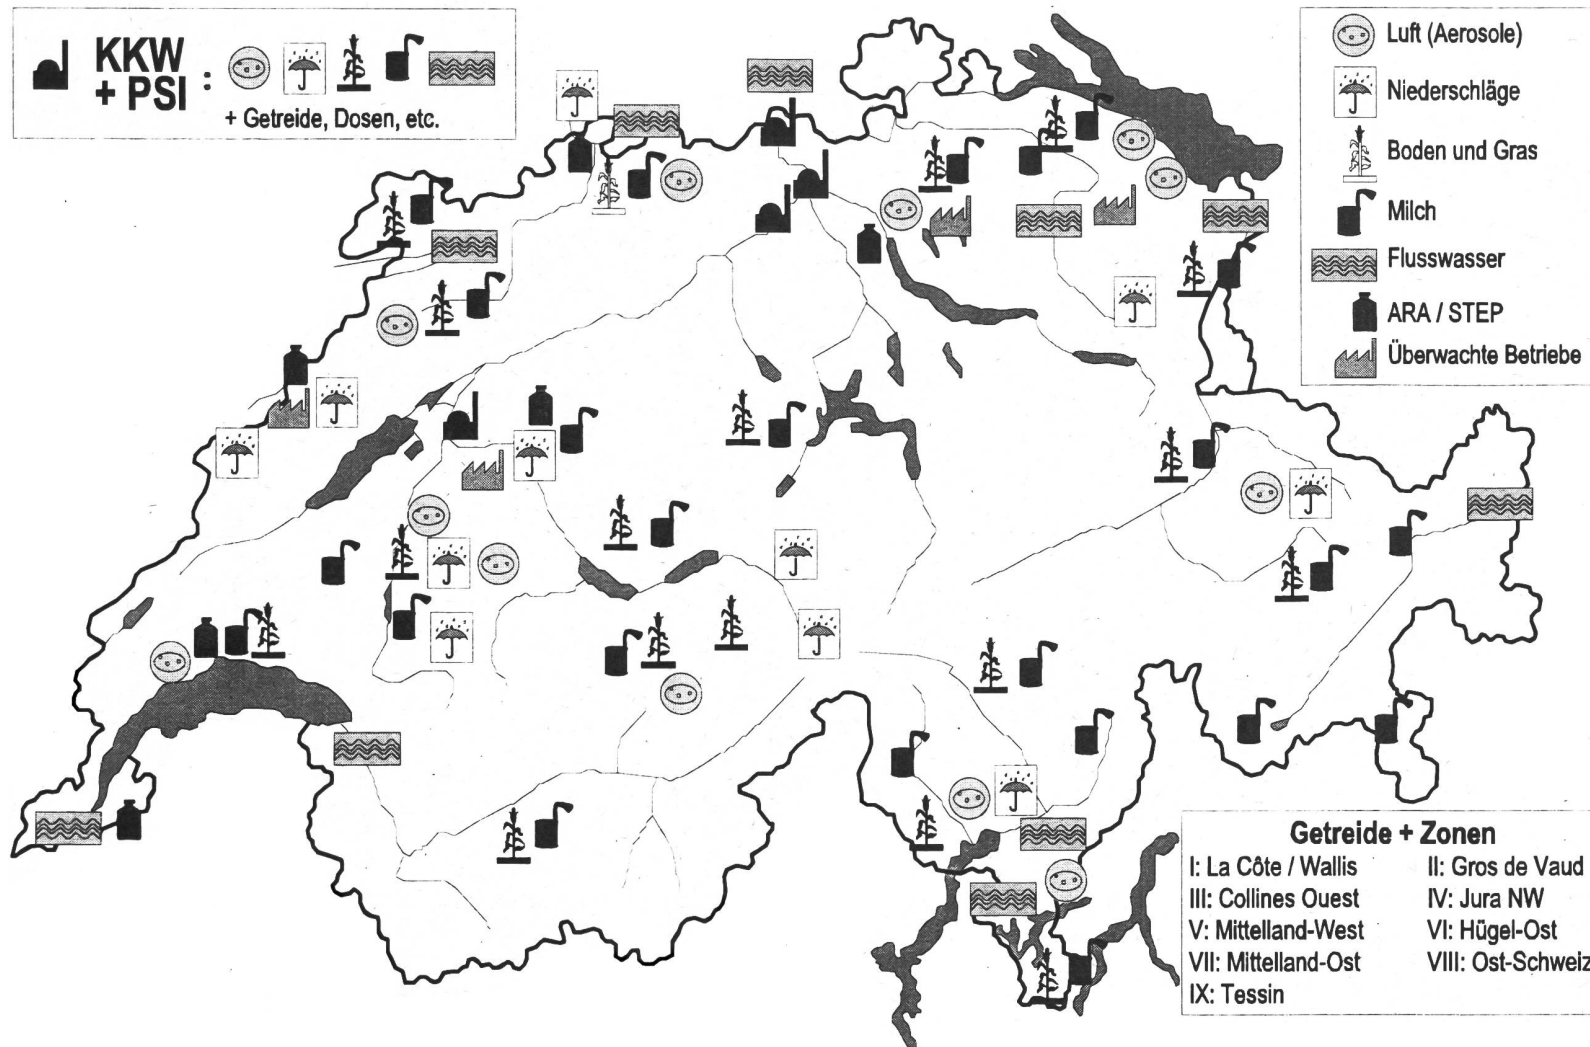 KKW
+ PSI :
+ Getreide, Dosen, etc.
Luft (Aerosole)
Niederschläge
Boden und Gras
Milch
Flusswasser
ARA / STEP
Überwachte Betriebe
Getreide + Zonen
I: La Côte / Wallis II: Gros de Vaud
III: Collines Ouest IV: Jura NW
V: Mittelland-West VI: Hügel-Ost
VII: Mittelland-Ost VIII: Ost-Schweiz
IX: Tessin